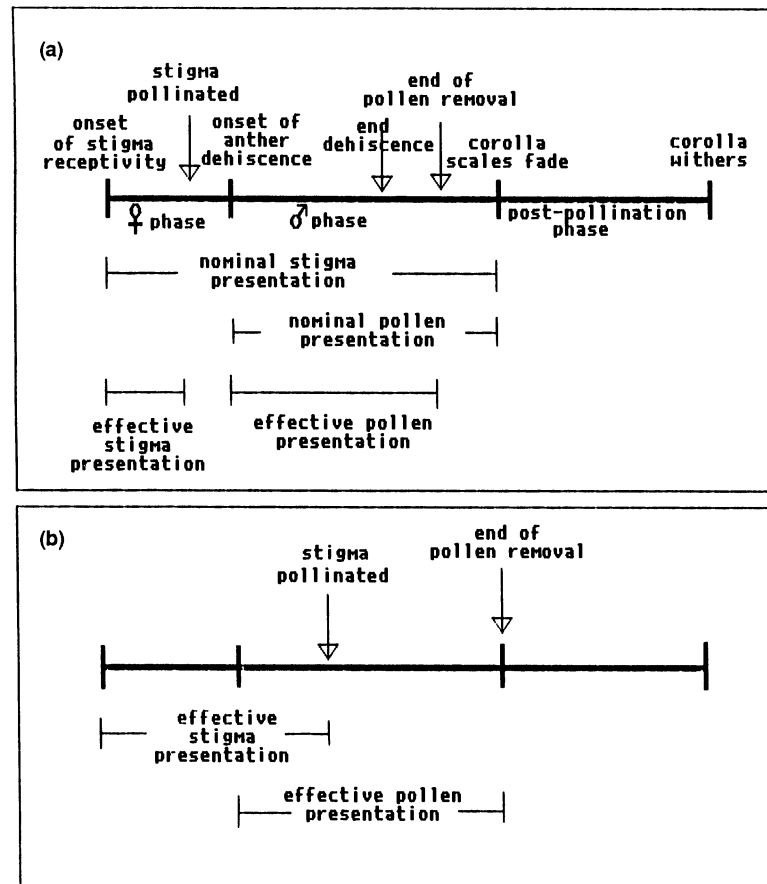 (a)
stigma
pollinated
end of
pollen removal
onset
of stigma
receptivity
onset of
anther
dehiscence
end
dehiscence
corolla
scales fade
corolla
withers
♀ phase
♂ phase
post-pollination
phase
nominal stigma
presentation
nominal pollen
presentation
effective
stigma
presentation
effective pollen
presentation
(b)
stigma
pollinated
end of
pollen removal
effective
stigma
presentation
effective pollen
presentation